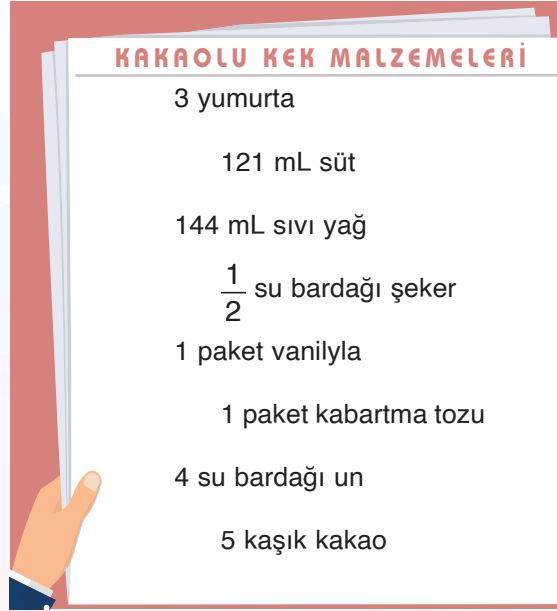 KAKAOLU KEK MALZEMELERİ
3 yumurta
121 mL süt
144 mL sıvı yağ
1/2 su bardağı şeker
1 paket vanilyla
1 paket kabartma tozu
4 su bardağı un
5 kaşık kakao